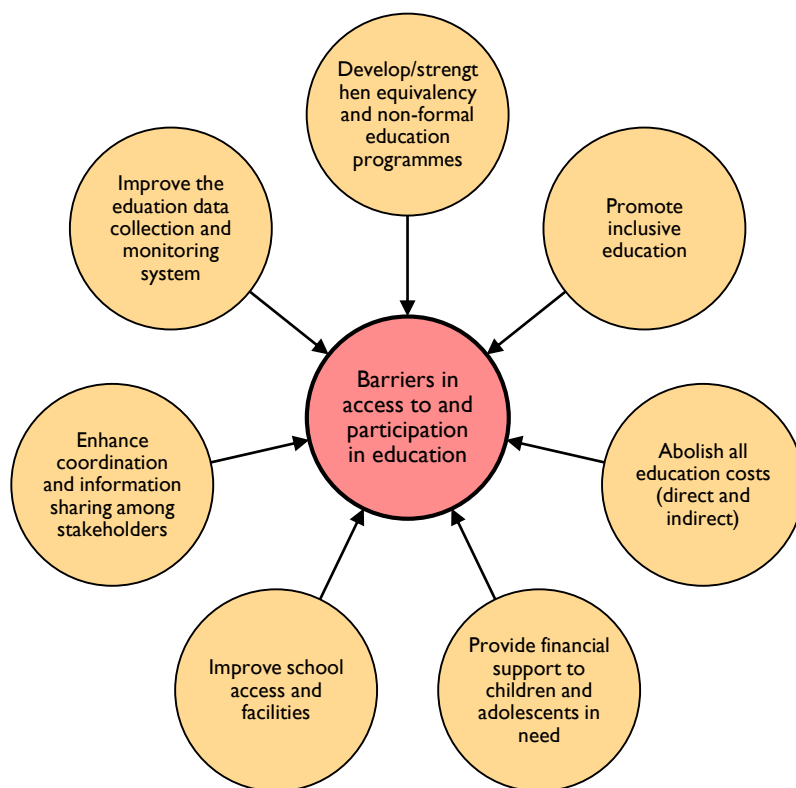 Develop/strengt
hen equivalency
and non-formal
education
programmes
Promote
inclusive
education
Abolish all
education costs
(direct and
indirect)
Provide financial
support to
children and
adolescents in
need
Improve school
access and
facilities
Enhance
coordination
and information
sharing among
stakeholders
Improve the
eduation data
collection and
monitoring
system
Barriers in
access to and
participation
in education